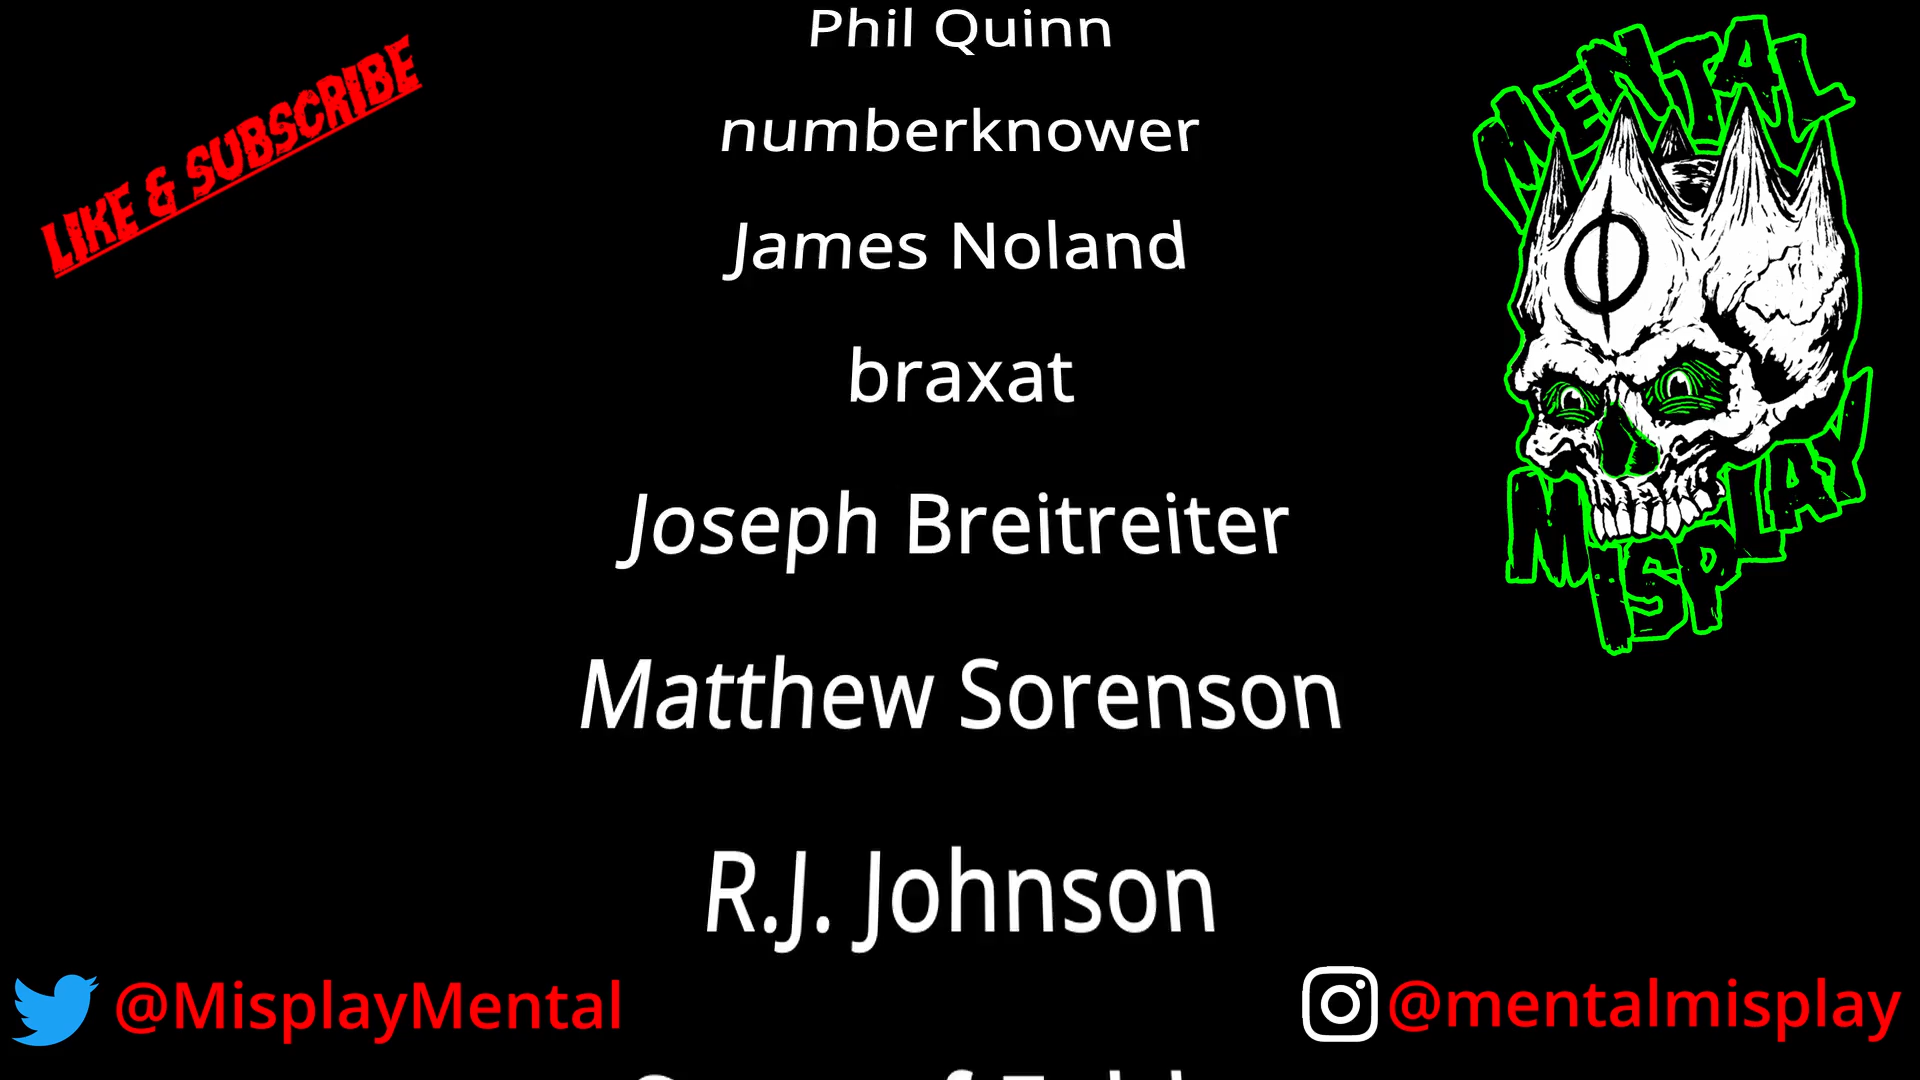 Phil Quinn
LIKE & SUBSCRIBE
numberknower
James Noland
braxat
Joseph Breitreiter
Matthew Sorenson
R.J. Johnson
@MisplayMental
@mentalmisplay
MENTAL
MISPLAY